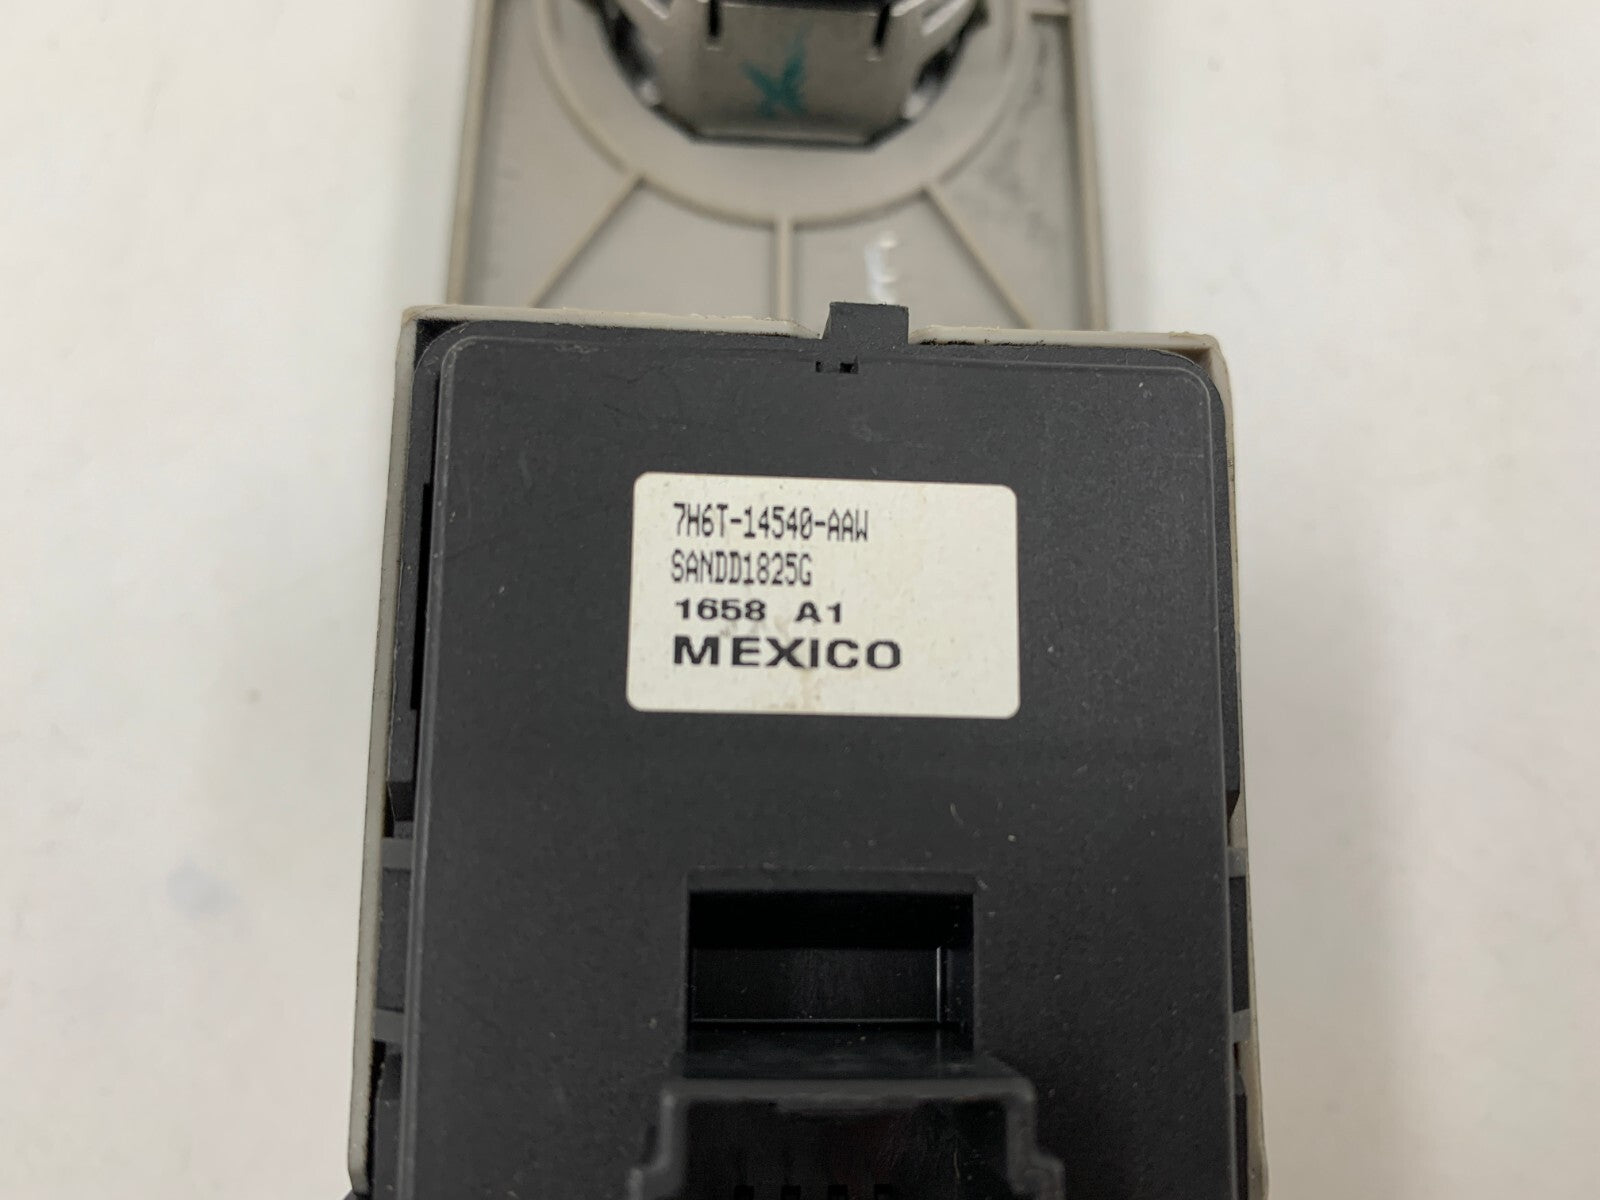 7H6T-14540-AAW
SANDD1825G
1658 A1
MEXICO